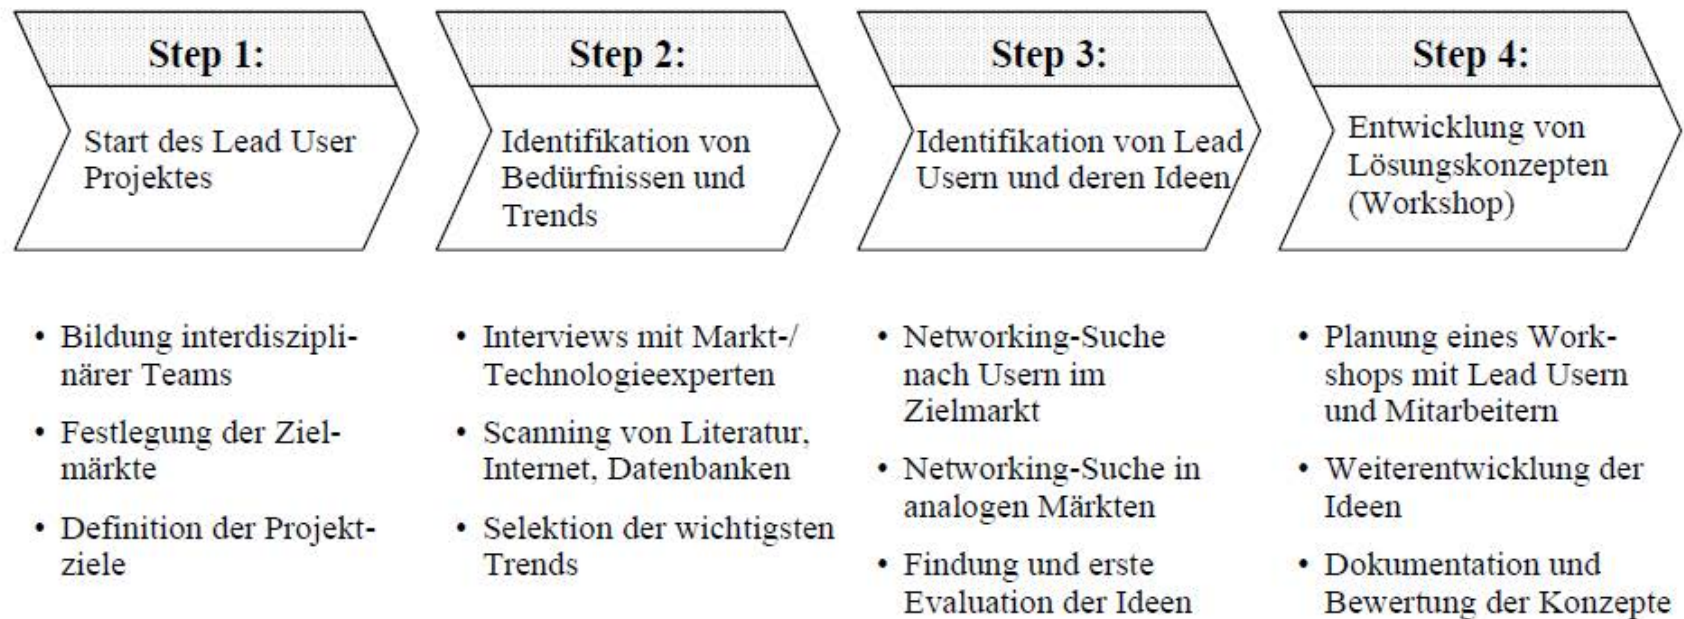 Step 1:
Start des Lead User
Projektes
• Bildung interdiszipli-
närer Teams
• Festlegung der Ziel-
märkte
• Definition der Projekt-
ziele
Step 2:
Identifikation von
Bedürfnissen und
Trends
• Interviews mit Markt-/
Technologieexperten
• Scanning von Literatur,
Internet, Datenbanken
• Selektion der wichtigsten
Trends
Step 3:
Identifikation von Lead
Usern und deren Ideen
• Networking-Suche
nach Usern im
Zielmarkt
• Networking-Suche in
analogen Märkten
• Findung und erste
Evaluation der Ideen
Step 4:
Entwicklung von
Lösungskonzepten
(Workshop)
• Planung eines Work-
shops mit Lead Usern
und Mitarbeitern
• Weiterentwicklung der
Ideen
• Dokumentation und
Bewertung der Konzepte